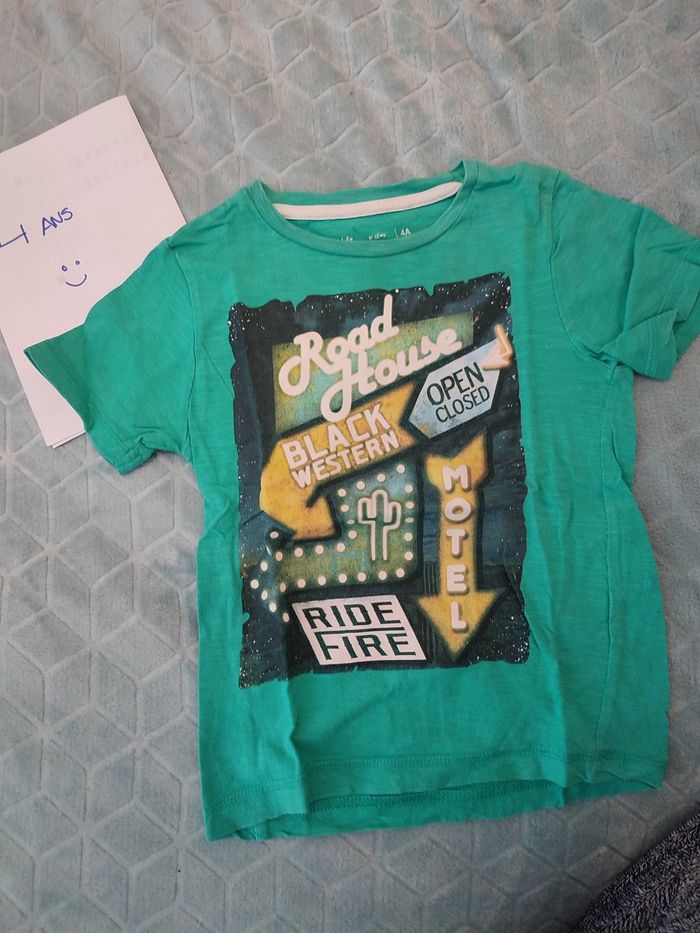 4 ANS
4A
Road
House
OPEN
CLOSED
BLACK
WESTERN
MOTEL
RIDE
FIRE